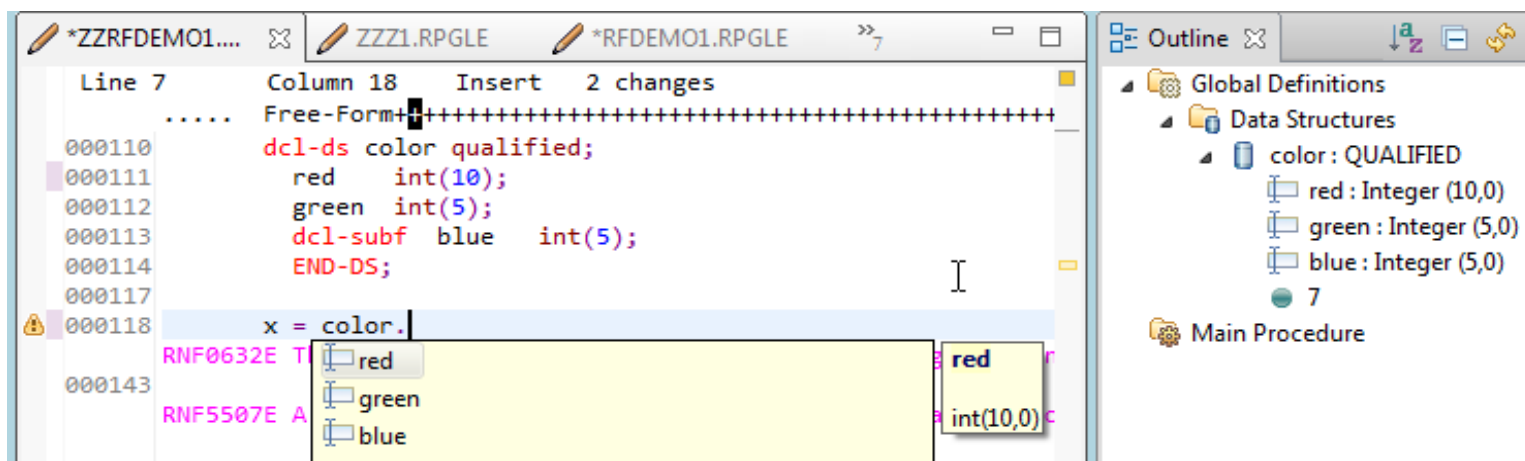 *ZZRFDEMO1.... ZZZ1.RPGLE *RFDEMO1.RPGLE »7
Line 7 Column 18 Insert 2 changes
..... Free-Form+++++++++++++++++++++++++++++++++++++++++++++++
000110 dcl-ds color qualified;
000111 red int(10);
000112 green int(5);
000113 dcl-subf blue int(5);
000114 END-DS;
000117
000118 x = color.
RNF0632E
red
000143
green
RNF5507E A
blue
red
int(10,0)
Outline
Global Definitions
Data Structures
color : QUALIFIED
red : Integer (10,0)
green : Integer (5,0)
blue : Integer (5,0)
7
Main Procedure